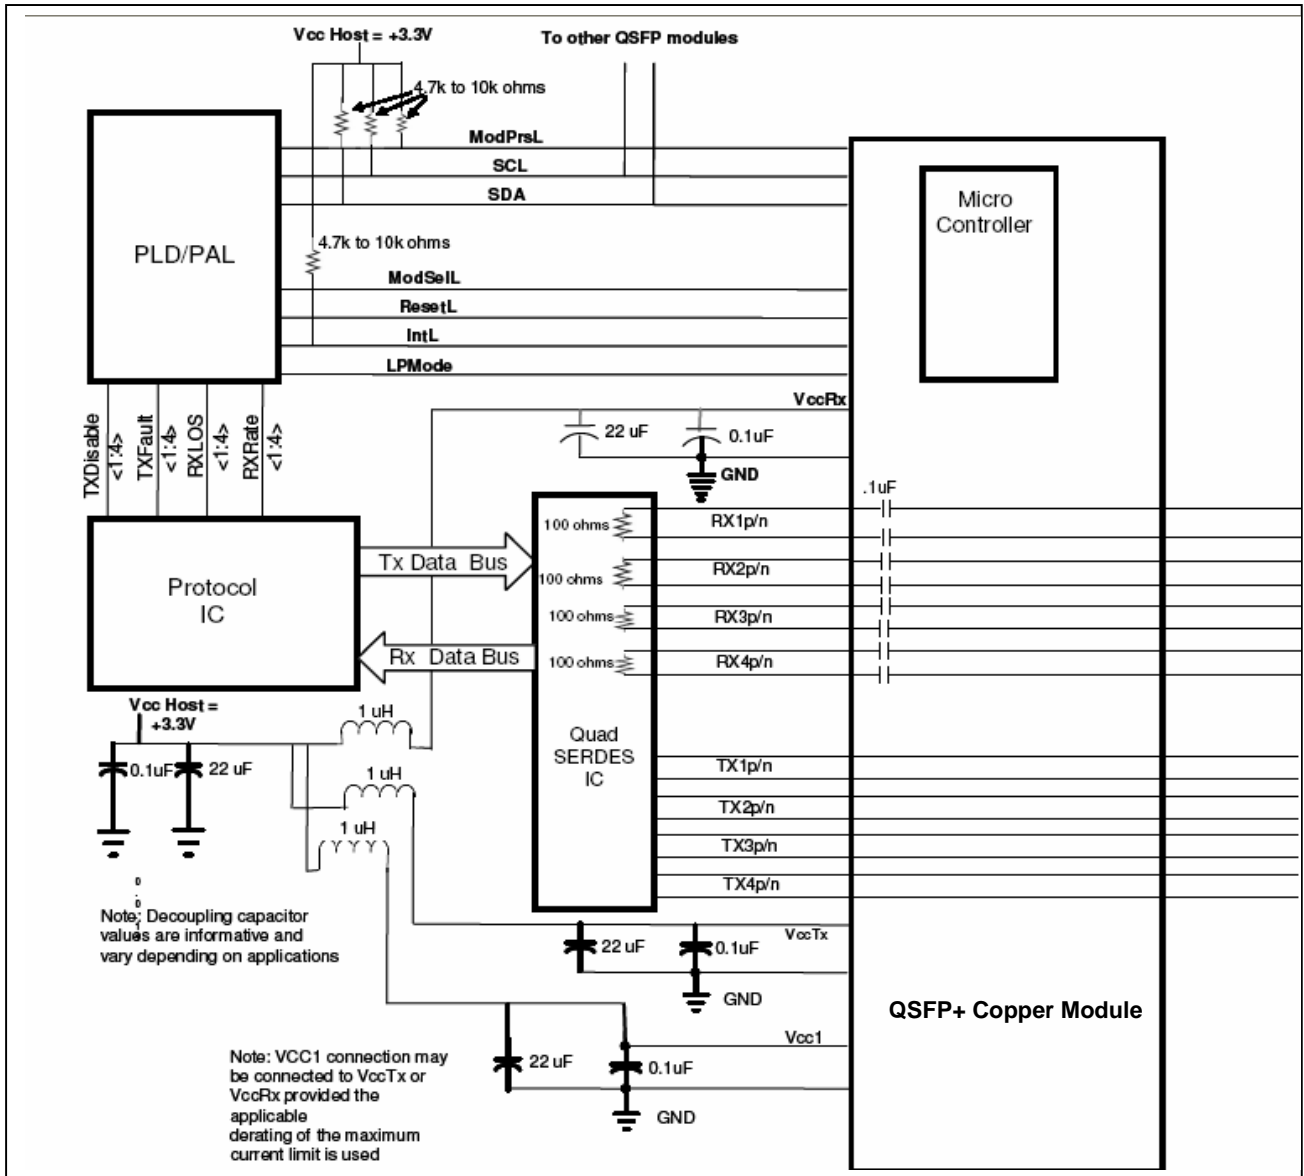 Vcc Host = +3.3V
To other QSFP modules
4.7k to 10k ohms
ModPrsL
SCL
SDA
PLD/PAL
4.7k to 10k ohms
ModSelL
ResetL
IntL
LPMode
Micro
Controller
TXDisable
<1:4>
TXFault
<1:4>
RXLOS
<1:4>
RXRate
<1:4>
VccRx
22 uF
0.1uF
GND
.1uF
Protocol
IC
Tx Data Bus
Rx Data Bus
100 ohms
RX1p/n
100 ohms
RX2p/n
100 ohms
RX3p/n
100 ohms
RX4p/n
Quad
SERDES
IC
TX1p/n
TX2p/n
TX3p/n
TX4p/n
Vcc Host =
+3.3V
0.1uF
22 uF
1 uH
1 uH
1 uH
Note: Decoupling capacitor
values are informative and
vary depending on applications
VccTx
22 uF
0.1uF
GND
QSFP+ Copper Module
Vcc1
22 uF
0.1uF
GND
Note: VCC1 connection may
be connected to VccTx or
VccRx provided the
applicable
derating of the maximum
current limit is used